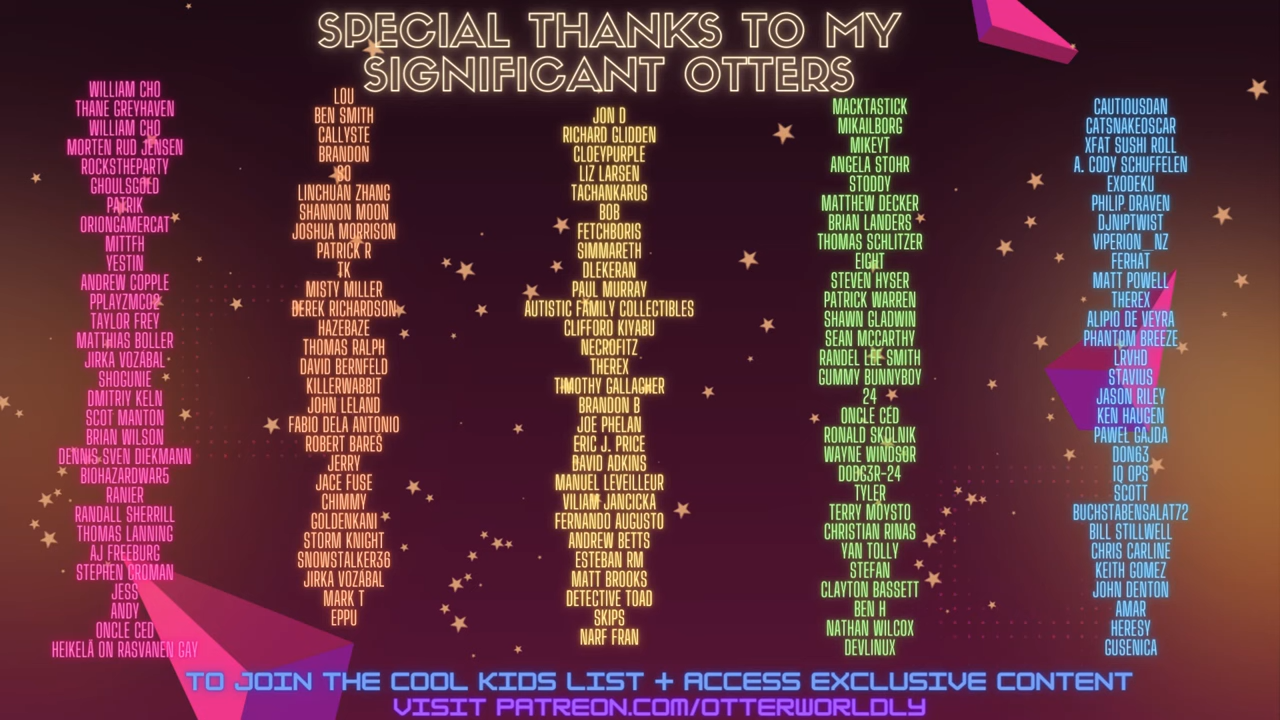 SPECIAL THANKS TO MY
SIGNIFICANT OTTERS
WILLIAM CHO
THANE GREYHAVEN
WILLIAM CHO
MORTEN RUD JENSEN
ROCKSTHEPARTY
GHOULSGOED
PATRIK
ORIONGAMERCAT
MITTFH
YESTIN
ANDREW COPPLE
PPLAYZMC02
TAYLOR FREY
MATTHIAS BOLLER
JIRKA VOZÁBAL
SHOGUNIE
DMITRIY KELN
SCOT MANTON
BRIAN WILSON
DENNIS SVEN DIEKMANN
BIOHAZARDWAR5
RANIER
RANDALL SHERRILL
THOMAS LANNING
AJ FREEBURG
STEPHEN CROMAN
JESS
ANDY
ONCLE CED
HEIKELÄ ON RASVANEN GAY
LOU
BEN SMITH
CALLYSTE
BRANDON
BO
LINCHUAN ZHANG
SHANNON MOON
JOSHUA MORRISON
PATRICK R
TK
MISTY MILLER
DEREK RICHARDSON
HAZEBAZE
THOMAS RALPH
DAVID BERNFELD
KILLERWABBIT
JOHN LELAND
FABIO DELA ANTONIO
ROBERT BARES
JERRY
JACE FUSE
CHIMMY
GOLDENKANI
STORM KNIGHT
SNOWSTALKER36
JIRKA VOZÁBAL
MARK T
EPPU
JON D
RICHARD GLIDDEN
CLOEYPURPLE
LIZ LARSEN
TACHANKARUS
BOB
FETCHBORIS
SIMMARETH
DLEKERAN
PAUL MURRAY
AUTISTIC FAMILY COLLECTIBLES
CLIFFORD KIYABU
NECROFITZ
THEREX
TIMOTHY GALLAGHER
BRANDON B
JOE PHELAN
ERIC J. PRICE
DAVID ADKINS
MANUEL LEVEILLEUR
VILIAM JANCICKA
FERNANDO AUGUSTO
ANDREW BETTS
ESTEBAN RM
MATT BROOKS
DETECTIVE TOAD
SKIPS
NARF FRAN
MACKTASTICK
MIKAILBORG
MIKEYT
ANGELA STOHR
STODDY
MATTHEW DECKER
BRIAN LANDERS
THOMAS SCHLITZER
EIGHT
STEVEN HYSER
PATRICK WARREN
SHAWN GLADWIN
SEAN MCCARTHY
RANDEL LEE SMITH
GUMMY BUNNYBOY
24
ONCLE CED
RONALD SKOLNIK
WAYNE WINDSOR
DODG3R-24
TYLER
TERRY MOYSTO
CHRISTIAN RINAS
YAN TOLLY
STEFAN
CLAYTON BASSETT
BEN H
NATHAN WILCOX
DEVLINUX
CAUTIOUSDAN
CATSNAKEOSCAR
XFAT SUSHI ROLL
A. CODY SCHUFFELEN
EXODEKU
PHILIP DRAVEN
DJNIPTWIST
VIPERION_NZ
FERHAT
MATT POWELL
THEREX
ALIPIO DE VEYRA
PHANTOM BREEZE
LRVHD
STAVIUS
JASON RILEY
KEN HAUGEN
PAWEL GAJDA
DON63
IQ OPS
SCOTT
BUCHSTABENSALAT72
BILL STILLWELL
CHRIS CARLINE
KEITH GOMEZ
JOHN DENTON
AMAR
HERESY
GUSENICA
TO JOIN THE COOL KIDS LIST + ACCESS EXCLUSIVE CONTENT
VISIT PATREON.COM/OTTERWORLDLY